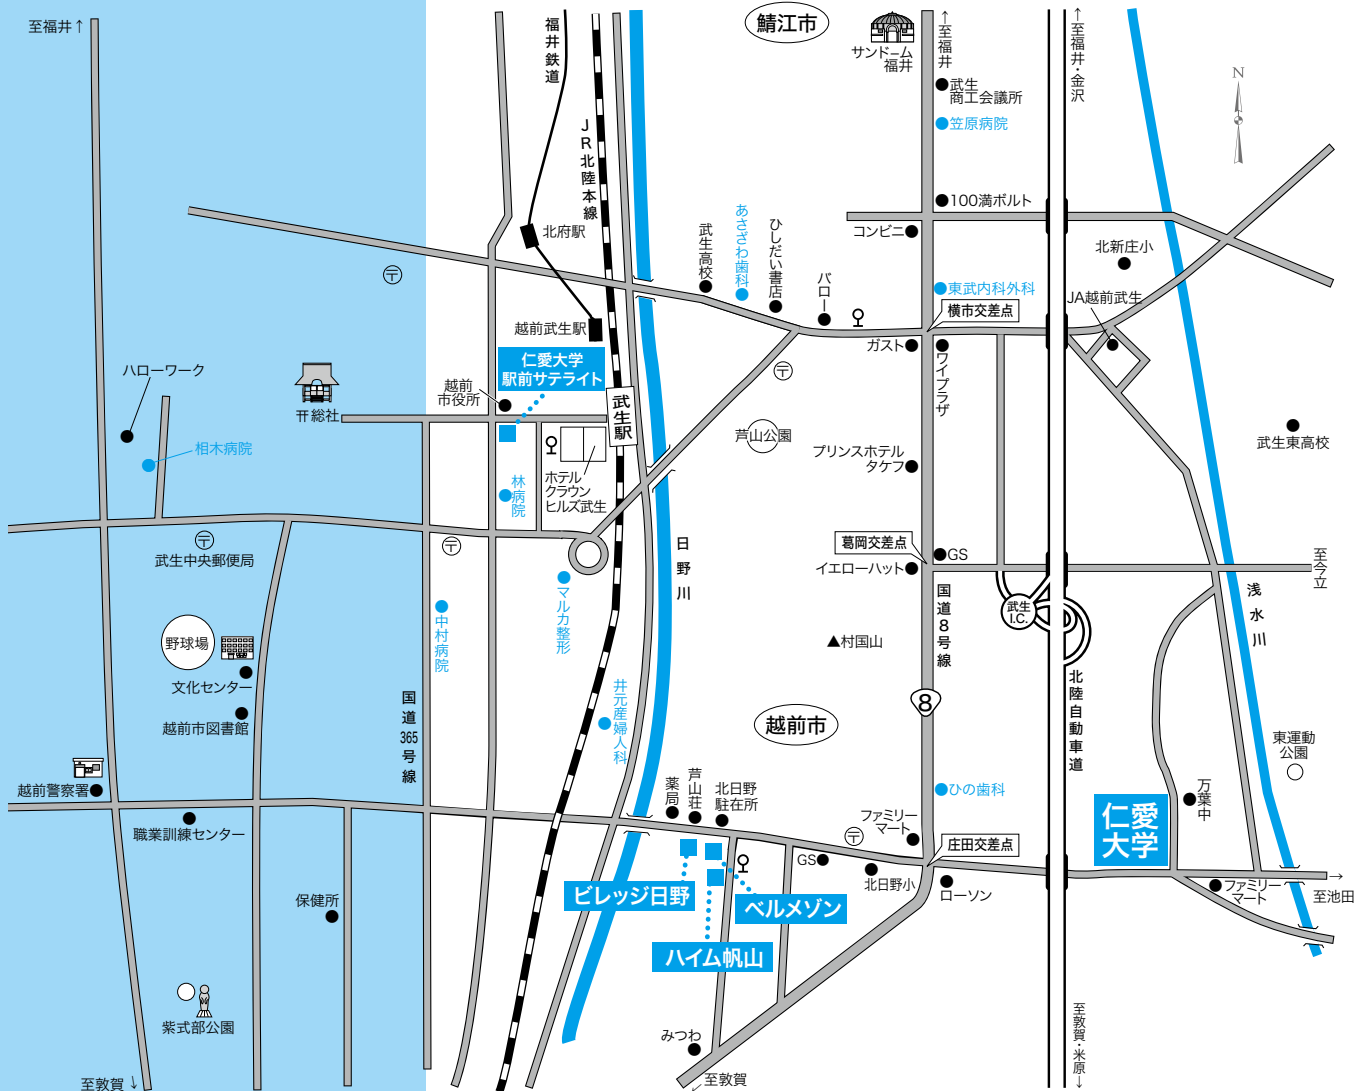 至福井↑
福井鉄道
JR北陸本線
鯖江市
サンドーム
福井
↑至福井
↑至福井・金沢
N
武生
商工会議所
笠原病院
100満ボルト
コンビニ
北府駅
武生高校
あさざわ歯科
ひしだい書店
バロー
東武内科外科
横市交差点
北新庄小
JA越前武生
越前武生駅
仁愛大学
駅前サテライト
ガスト
ワイプラザ
ハローワーク
〒総社
越前
市役所
武生駅
〒
〒
芦山公園
武生東高校
相木病院
林病院
ホテル
クラウン
ヒルズ武生
プリンスホテル
タケフ
〒
武生中央郵便局
〒
日野川
葛岡交差点
GS
イエローハット
至今立
マルカ整形
中村病院
国道8号線
武生
I.C.
浅水川
野球場
▲村国山
文化センター
越前市図書館
国道365号線
井元産婦人科
越前市
8
北陸自動車道
東運動
公園
越前警察署
職業訓練センター
薬局
芦山荘
北日野
駐在所
ひの歯科
ファミリー
マート
〒
庄田交差点
仁愛
大学
万葉中
GS
北日野小
ローソン
ファミリー
マート
→
至池田
ビレッジ日野
ベルメゾン
ハイム帆山
保健所
紫式部公園
みつわ
至敦賀↓
↙至敦賀
至敦賀・米原↓